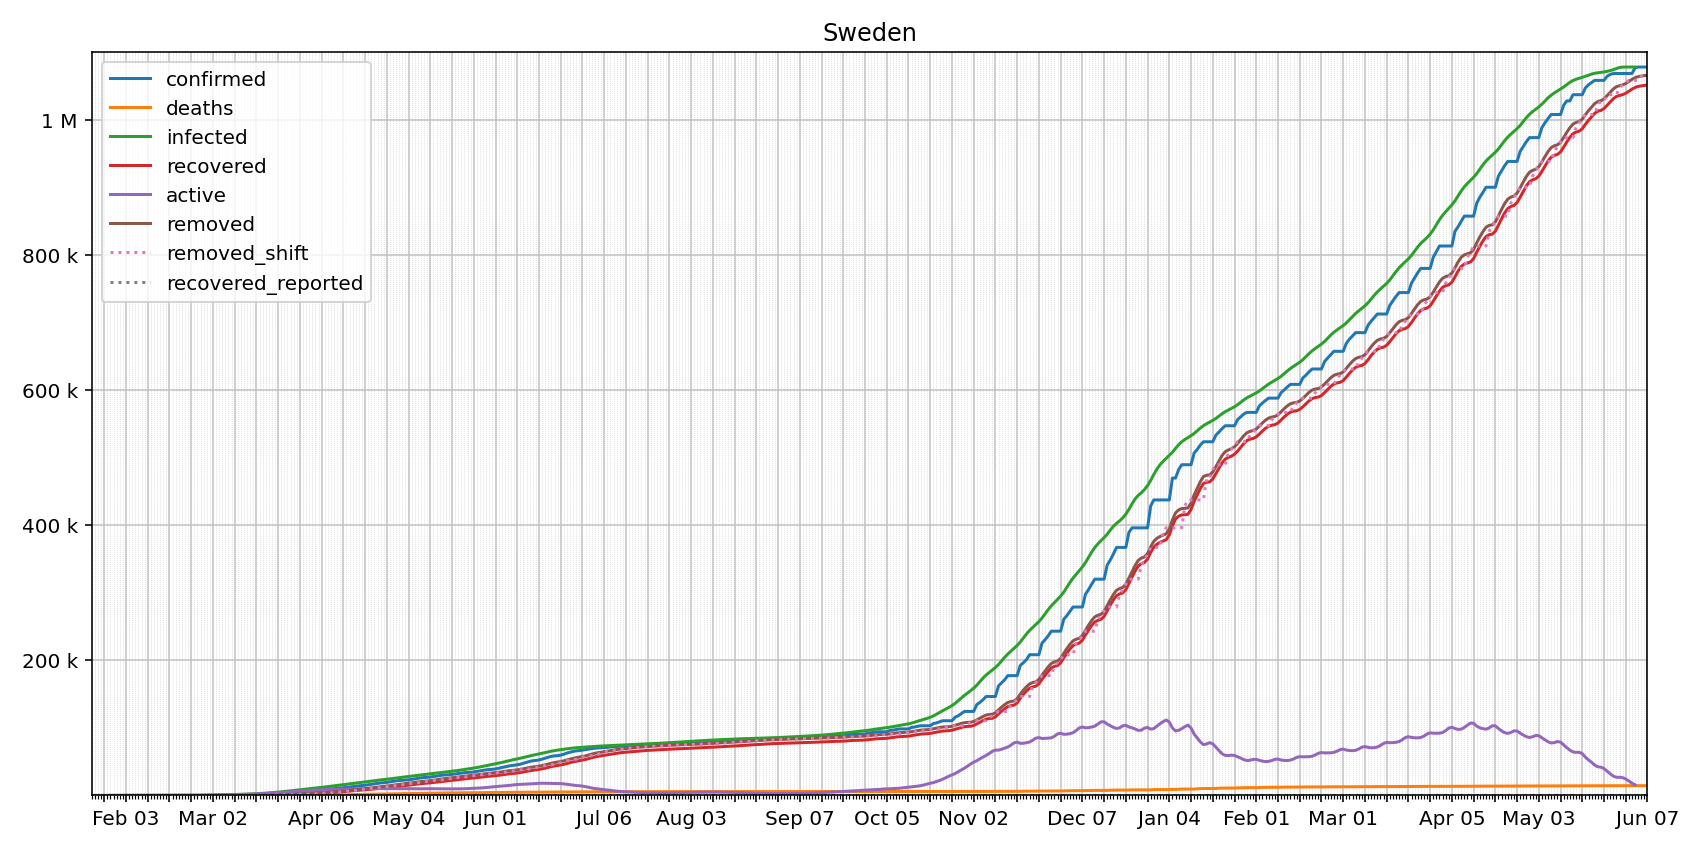 Sweden
confirmed
deaths
infected
recovered
active
removed
removed_shift
recovered_reported
1 M
800 k
600 k
400 k
200 k
Feb 03 Mar 02 Apr 06 May 04 Jun 01 Jul 06 Aug 03 Sep 07 Oct 05 Nov 02 Dec 07 Jan 04 Feb 01 Mar 01 Apr 05 May 03 Jun 07